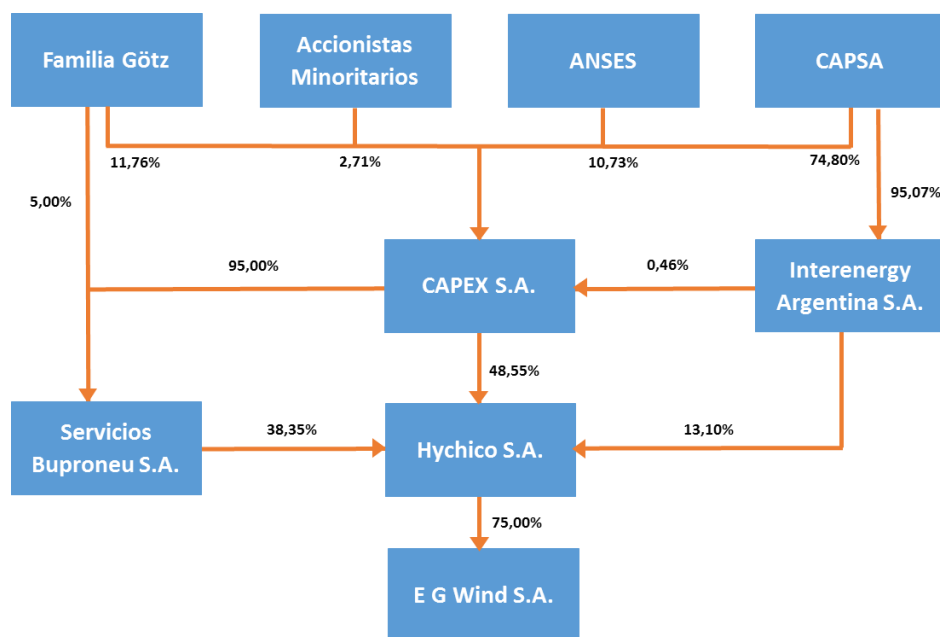 Familia Götz
Accionistas
Minoritarios
ANSES
CAPSA
11,76%
2,71%
10,73%
74,80%
5,00%
95,07%
95,00%
CAPEX S.A.
0,46%
Interenergy
Argentina S.A.
48,55%
Servicios
Buproneu S.A.
38,35%
Hychico S.A.
13,10%
75,00%
E G Wind S.A.